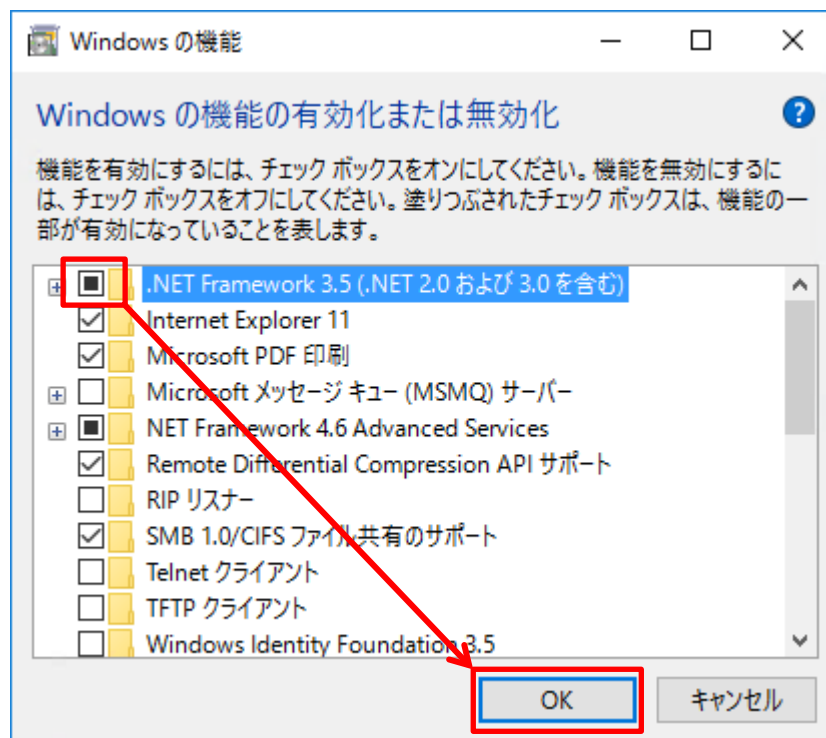 Windows の機能
Windows の機能の有効化または無効化
機能を有効にするには、チェック ボックスをオンにしてください。機能を無効にするに
は、チェック ボックスをオフにしてください。塗りつぶされたチェック ボックスは、機能の一
部が有効になっていることを表します。
.NET Framework 3.5 (.NET 2.0 および 3.0 を含む)
Internet Explorer 11
Microsoft PDF 印刷
Microsoft メッセージ キュー (MSMQ) サーバー
NET Framework 4.6 Advanced Services
Remote Differential Compression API サポート
RIP リスナー
SMB 1.0/CIFS ファイル共有のサポート
Telnet クライアント
TFTP クライアント
Windows Identity Foundation 3.5
OK
キャンセル